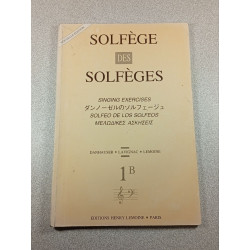 SOLFÈGE
DES
SOLFÈGES
SINGING EXERCISES
ダンノーゼルのソルフェージュ
SOLFEO DE LOS SOLFEOS
ΜΕΛΩΔΙΚΕΣ ΑΣΚΗΣΕΙΣ
DANHAUSER • LAVIGNAC • LEMOINE
1B
EDITIONS HENRY LEMOINE • PARIS